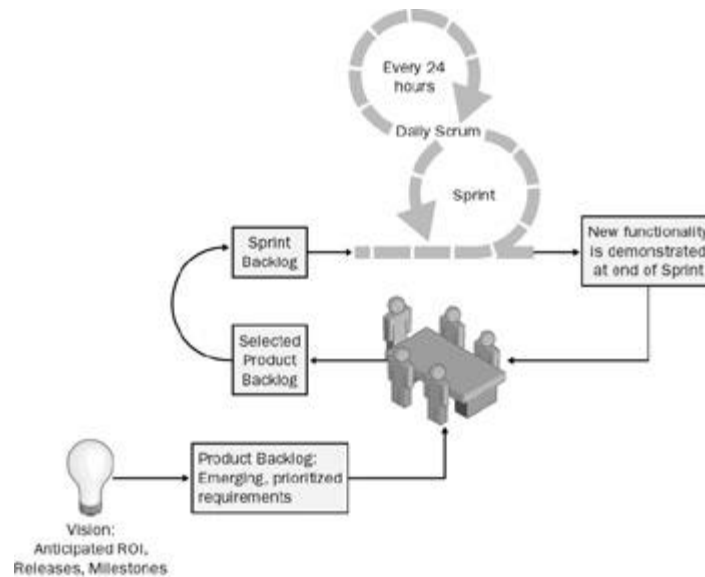 Every 24
hours
Daily Scrum
Sprint
Sprint
Backlog
New functionality
is demonstrated
at end of Sprint
Selected
Product
Backlog
Product Backlog:
Emerging, prioritized
requirements
Vision:
Anticipated ROI,
Releases, Milestones